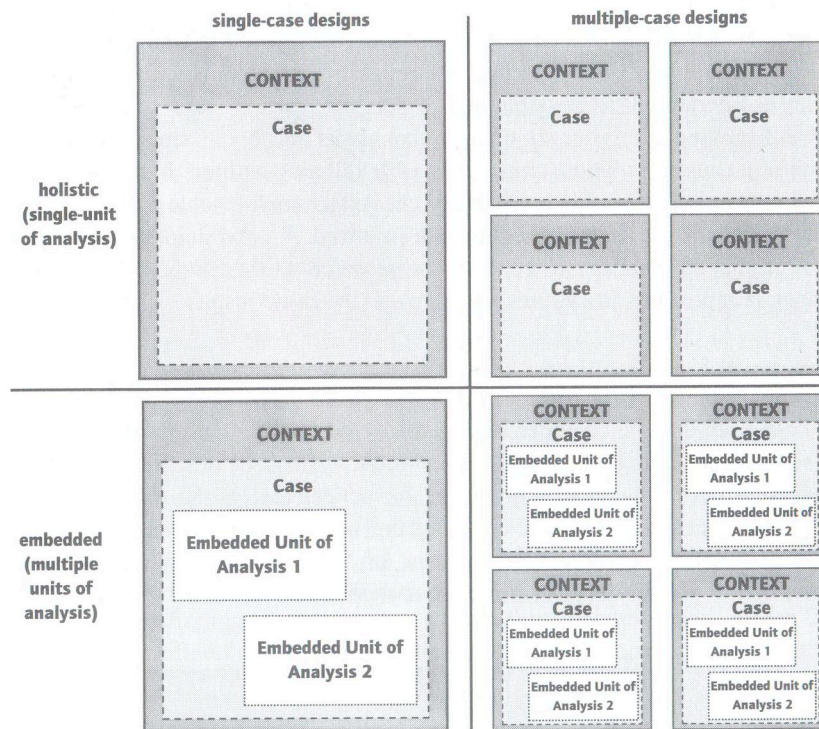 single-case designs
multiple-case designs
CONTEXT
Case
CONTEXT
Case
CONTEXT
Case
holistic
(single-unit
of analysis)
CONTEXT
Case
CONTEXT
Case
CONTEXT
Case
Embedded Unit of
Analysis 1
Embedded Unit of
Analysis 2
CONTEXT
Case
Embedded Unit of
Analysis 1
Embedded Unit of
Analysis 2
CONTEXT
Case
Embedded Unit of
Analysis 1
Embedded Unit of
Analysis 2
embedded
(multiple
units of
analysis)
CONTEXT
Case
Embedded Unit of
Analysis 1
Embedded Unit of
Analysis 2
CONTEXT
Case
Embedded Unit of
Analysis 1
Embedded Unit of
Analysis 2